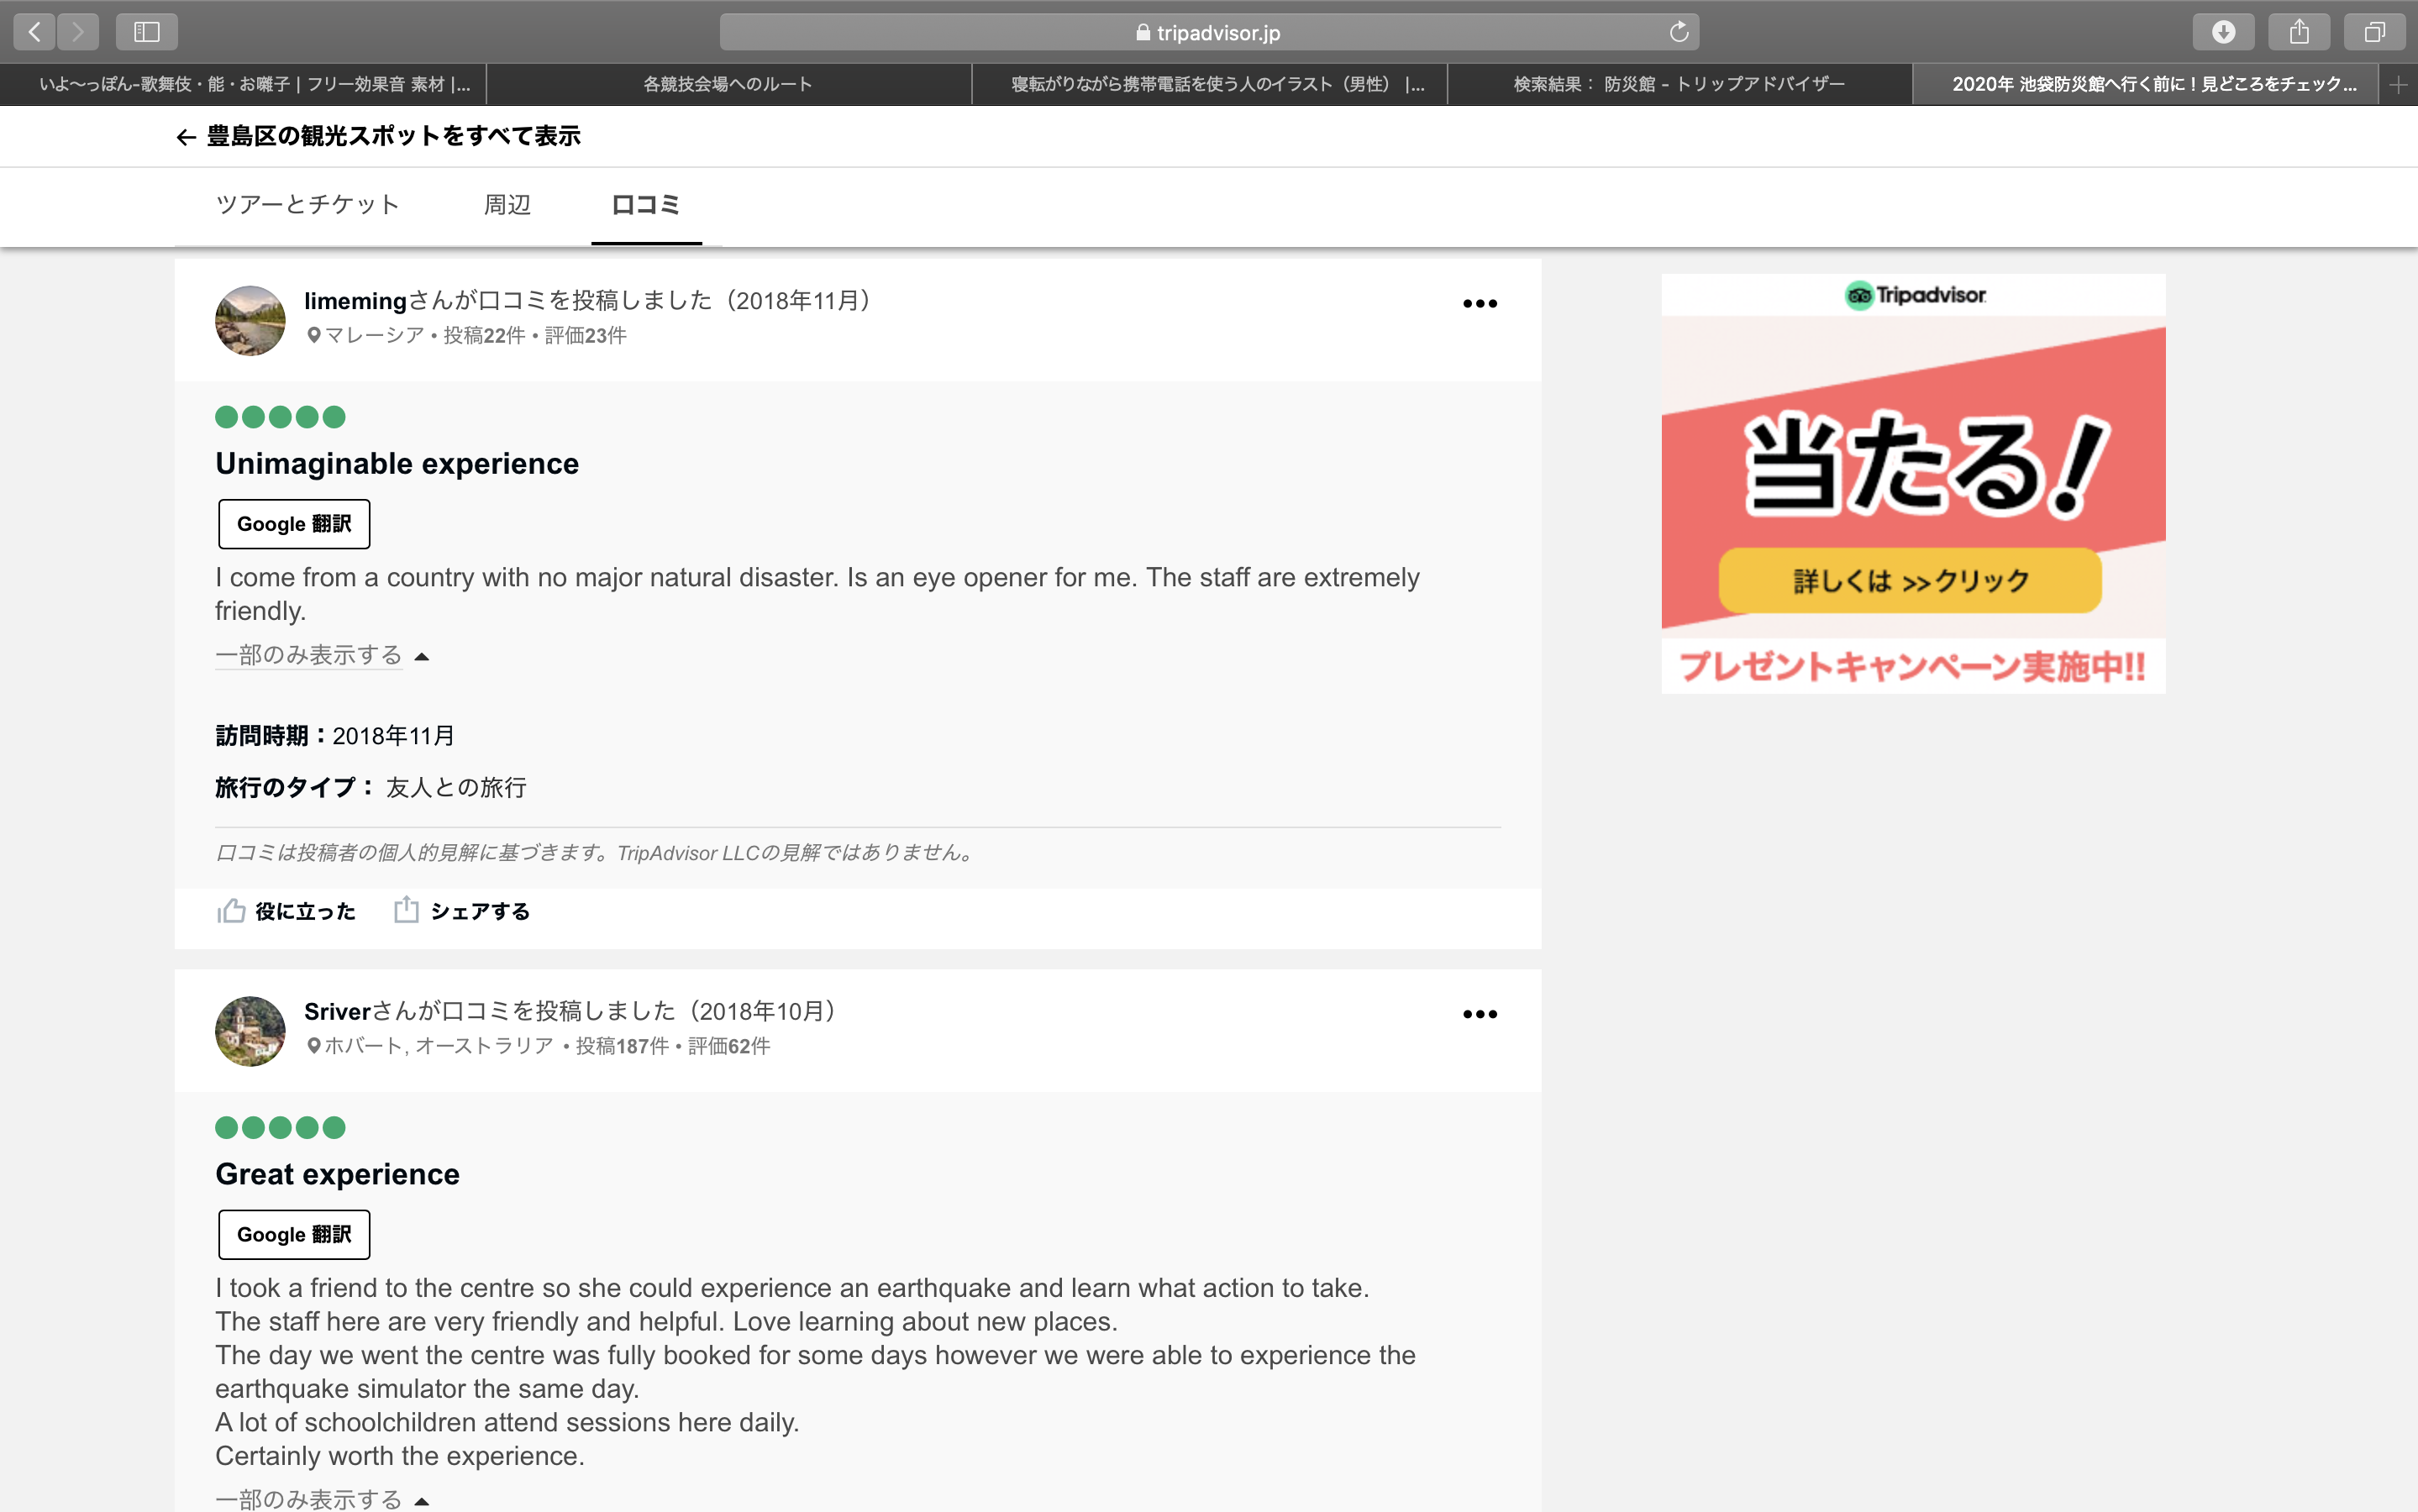 tripadvisor.jp
いよ〜っぽん-歌舞伎・能・お囃子 | フリー効果音 素材 |...
各競技会場へのルート
寝転がりながら携帯電話を使う人のイラスト（男性） |...
検索結果： 防災館 - トリップアドバイザー
2020年 池袋防災館へ行く前に！見どころをチェック...
← 豊島区の観光スポットをすべて表示
ツアーとチケット
周辺
口コミ
limemingさんが口コミを投稿しました（2018年11月）
マレーシア • 投稿22件 • 評価23件
Unimaginable experience
Google 翻訳
I come from a country with no major natural disaster. Is an eye opener for me. The staff are extremely
friendly.
一部のみ表示する
訪問時期：2018年11月
旅行のタイプ： 友人との旅行
口コミは投稿者の個人的見解に基づきます。TripAdvisor LLCの見解ではありません。
役に立った
シェアする
Sriverさんが口コミを投稿しました（2018年10月）
ホバート, オーストラリア • 投稿187件 • 評価62件
Great experience
Google 翻訳
I took a friend to the centre so she could experience an earthquake and learn what action to take.
The staff here are very friendly and helpful. Love learning about new places.
The day we went the centre was fully booked for some days however we were able to experience the
earthquake simulator the same day.
A lot of schoolchildren attend sessions here daily.
Certainly worth the experience.
一部のみ表示する
Tripadvisor
当たる!
詳しくは >>クリック
プレゼントキャンペーン実施中!!